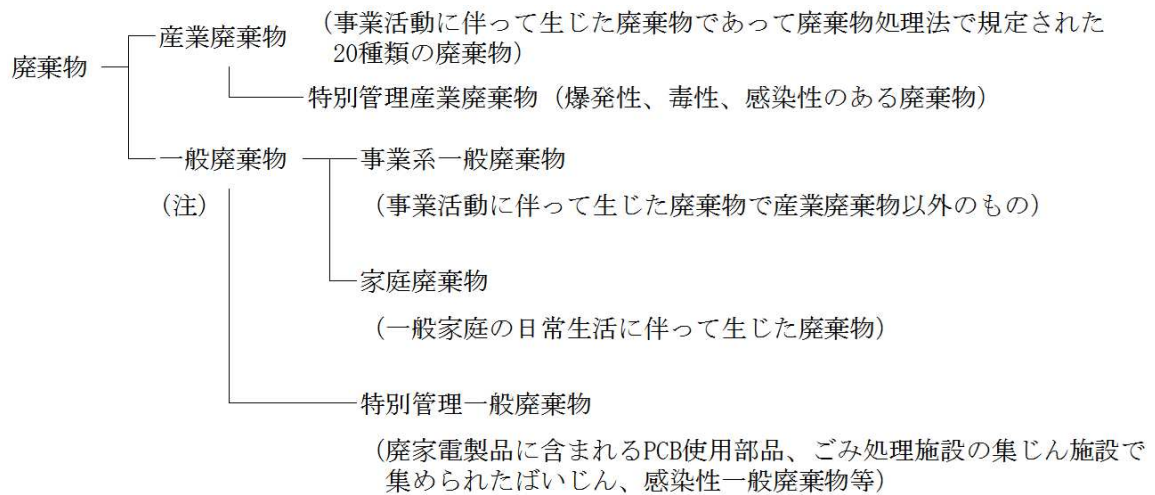 廃棄物
産業廃棄物
(事業活動に伴って生じた廃棄物であって廃棄物処理法で規定された
20種類の廃棄物)
特別管理産業廃棄物(爆発性、毒性、感染性のある廃棄物)
一般廃棄物
(注)
事業系一般廃棄物
(事業活動に伴って生じた廃棄物で産業廃棄物以外のもの)
家庭廃棄物
(一般家庭の日常生活に伴って生じた廃棄物)
特別管理一般廃棄物
(廃家電製品に含まれるPCB使用部品、ごみ処理施設の集じん施設で
集められたばいじん、感染性一般廃棄物等)